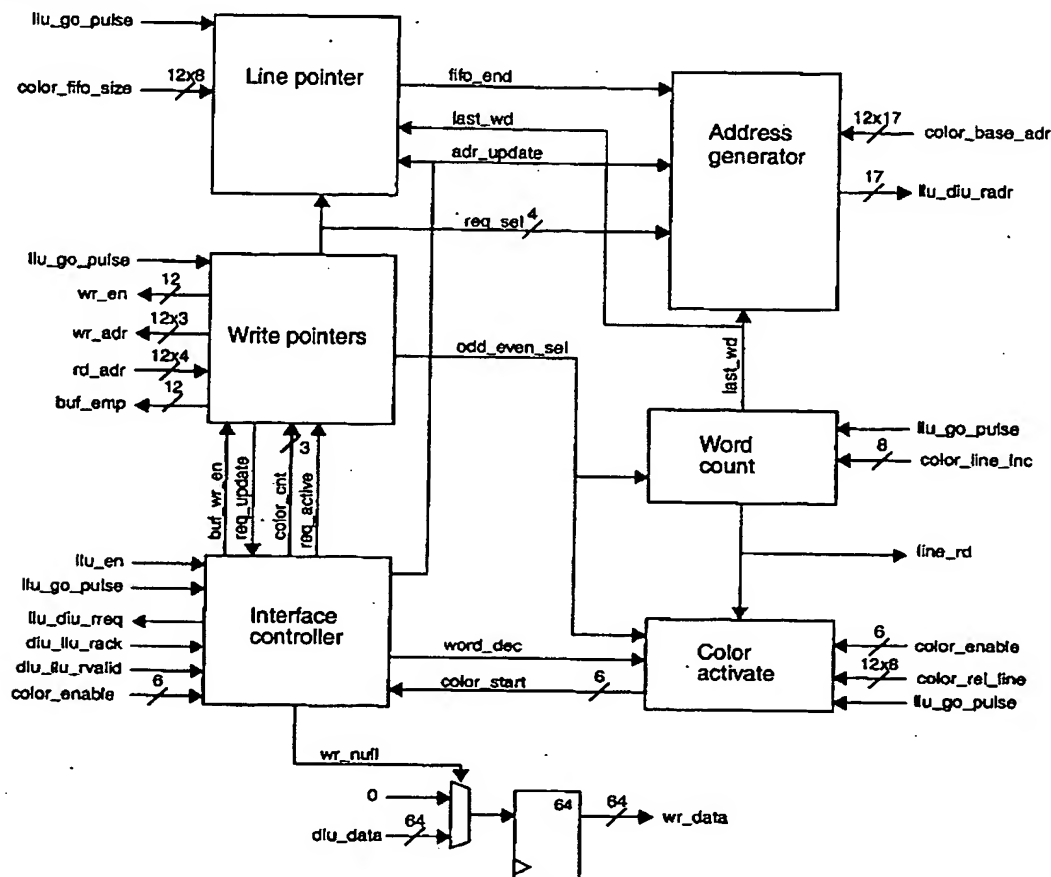 llu_go_pulse
color_fifo_size
12x8
Line pointer
fifo_end
last_wd
adr_update
req_sel
4
Address
generator
12x17
color_base_adr
17
llu_diu_radr
llu_go_pulse
wr_en
12
wr_adr
12x3
rd_adr
12x4
buf_emp
12
Write pointers
odd_even_sel
last_wd
Word
count
llu_go_pulse
8
color_line_inc
line_rd
buf_wr_en
req_update
color_cnt
3
req_active
llu_en
llu_go_pulse
llu_diu_rreq
diu_llu_rack
diu_llu_rvalid
color_enable
6
Interface
controller
word_dec
color_start
6
Color
activate
6
color_enable
12x8
color_rel_line
llu_go_pulse
wr_null
0
diu_data
64
64
64
wr_data